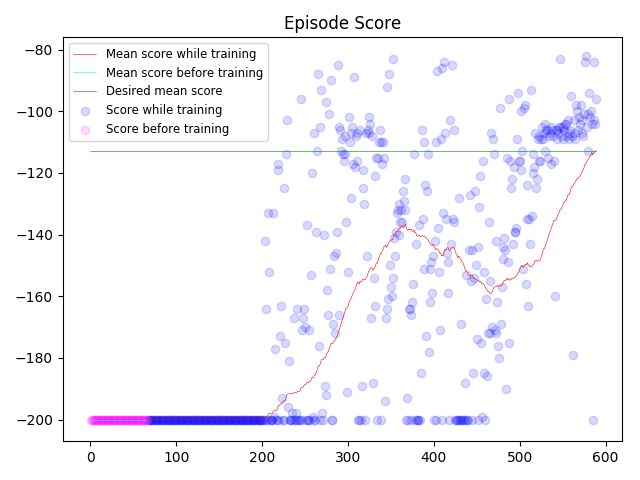 Episode Score
Mean score while training
Mean score before training
Desired mean score
Score while training
Score before training
−80
−100
−120
−140
−160
−180
−200
0 100 200 300 400 500 600